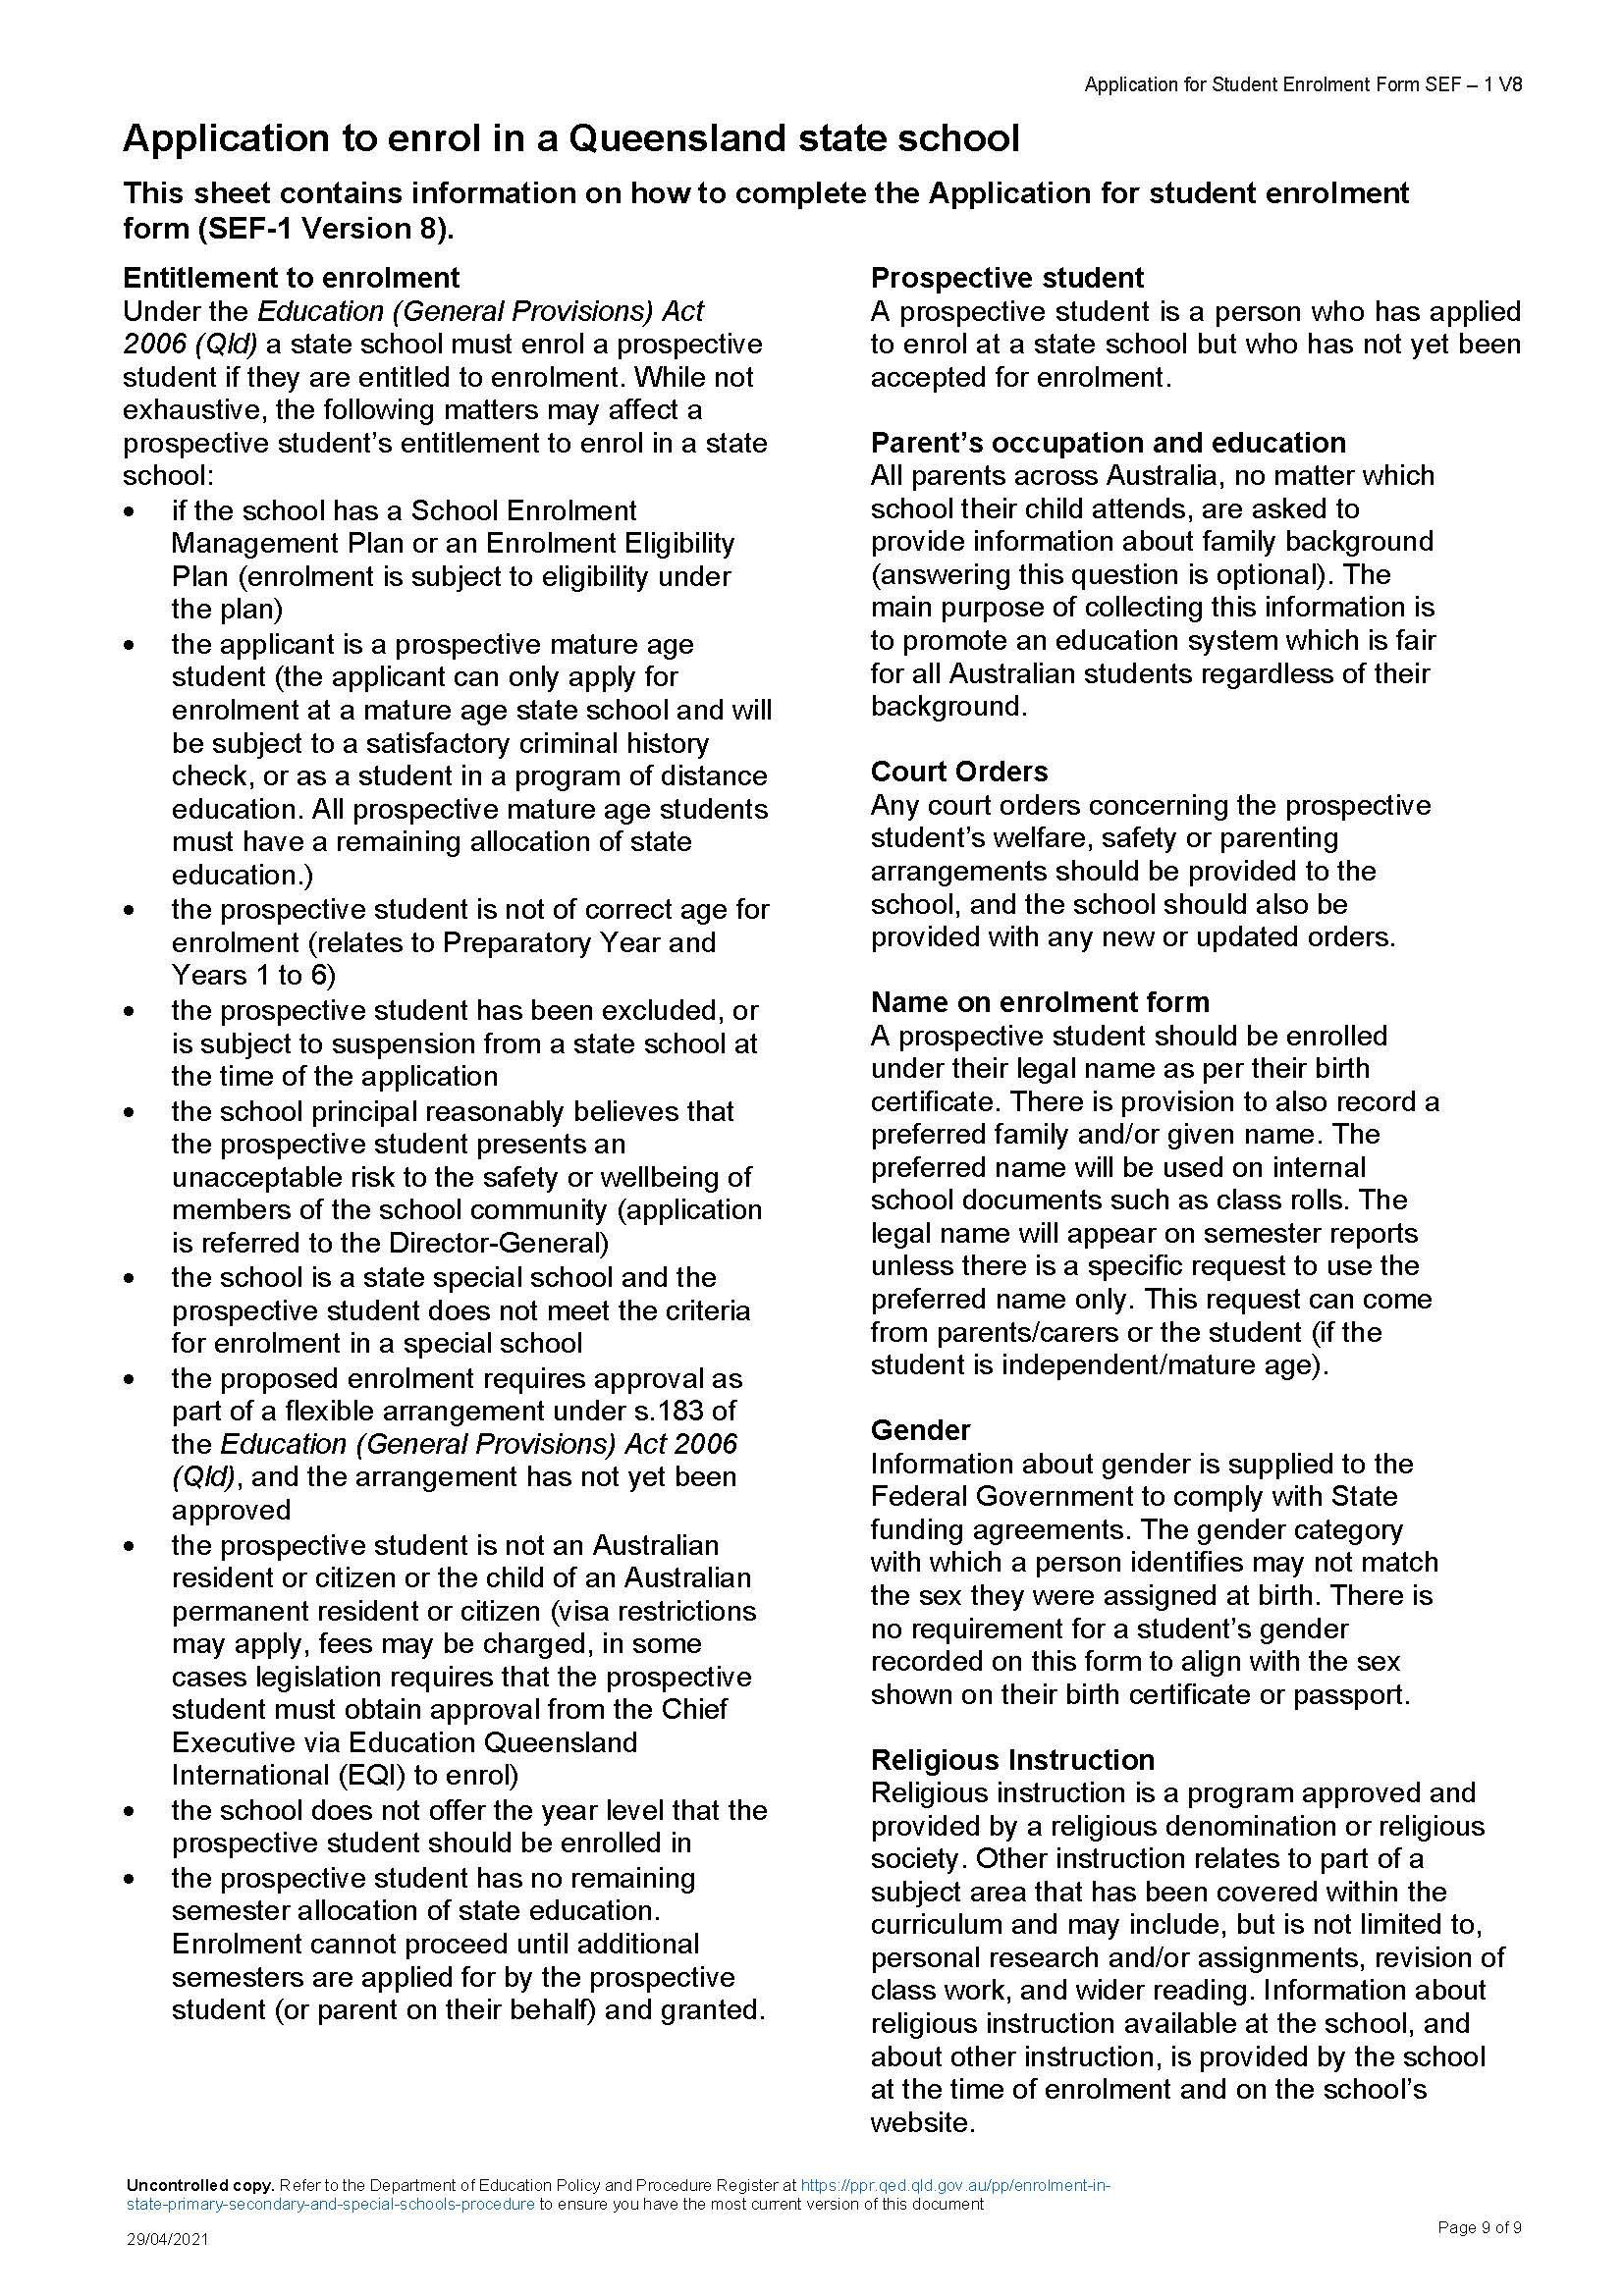 Application for Student Enrolment Form SEF – 1 V8
Application to enrol in a Queensland state school
This sheet contains information on how to complete the Application for student enrolment
form (SEF-1 Version 8).
Entitlement to enrolment
Under the Education (General Provisions) Act
2006 (Qld) a state school must enrol a prospective
student if they are entitled to enrolment. While not
exhaustive, the following matters may affect a
prospective student’s entitlement to enrol in a state
school:
• if the school has a School Enrolment
Management Plan or an Enrolment Eligibility
Plan (enrolment is subject to eligibility under
the plan)
• the applicant is a prospective mature age
student (the applicant can only apply for
enrolment at a mature age state school and will
be subject to a satisfactory criminal history
check, or as a student in a program of distance
education. All prospective mature age students
must have a remaining allocation of state
education.)
• the prospective student is not of correct age for
enrolment (relates to Preparatory Year and
Years 1 to 6)
• the prospective student has been excluded, or
is subject to suspension from a state school at
the time of the application
• the school principal reasonably believes that
the prospective student presents an
unacceptable risk to the safety or wellbeing of
members of the school community (application
is referred to the Director-General)
• the school is a state special school and the
prospective student does not meet the criteria
for enrolment in a special school
• the proposed enrolment requires approval as
part of a flexible arrangement under s.183 of
the Education (General Provisions) Act 2006
(Qld), and the arrangement has not yet been
approved
• the prospective student is not an Australian
resident or citizen or the child of an Australian
permanent resident or citizen (visa restrictions
may apply, fees may be charged, in some
cases legislation requires that the prospective
student must obtain approval from the Chief
Executive via Education Queensland
International (EQI) to enrol)
• the school does not offer the year level that the
prospective student should be enrolled in
• the prospective student has no remaining
semester allocation of state education.
Enrolment cannot proceed until additional
semesters are applied for by the prospective
student (or parent on their behalf) and granted.
Prospective student
A prospective student is a person who has applied
to enrol at a state school but who has not yet been
accepted for enrolment.
Parent’s occupation and education
All parents across Australia, no matter which
school their child attends, are asked to
provide information about family background
(answering this question is optional). The
main purpose of collecting this information is
to promote an education system which is fair
for all Australian students regardless of their
background.
Court Orders
Any court orders concerning the prospective
student’s welfare, safety or parenting
arrangements should be provided to the
school, and the school should also be
provided with any new or updated orders.
Name on enrolment form
A prospective student should be enrolled
under their legal name as per their birth
certificate. There is provision to also record a
preferred family and/or given name. The
preferred name will be used on internal
school documents such as class rolls. The
legal name will appear on semester reports
unless there is a specific request to use the
preferred name only. This request can come
from parents/carers or the student (if the
student is independent/mature age).
Gender
Information about gender is supplied to the
Federal Government to comply with State
funding agreements. The gender category
with which a person identifies may not match
the sex they were assigned at birth. There is
no requirement for a student’s gender
recorded on this form to align with the sex
shown on their birth certificate or passport.
Religious Instruction
Religious instruction is a program approved and
provided by a religious denomination or religious
society. Other instruction relates to part of a
subject area that has been covered within the
curriculum and may include, but is not limited to,
personal research and/or assignments, revision of
class work, and wider reading. Information about
religious instruction available at the school, and
about other instruction, is provided by the school
at the time of enrolment and on the school’s
website.
Uncontrolled copy. Refer to the Department of Education Policy and Procedure Register at https://ppr.qed.qld.gov.au/pp/enrolment-in-
state-primary-secondary-and-special-schools-procedure to ensure you have the most current version of this document
Page 9 of 9
29/04/2021